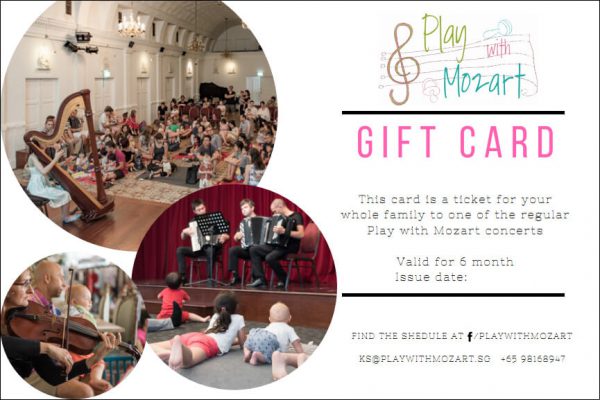 Play
with
Mozart
GIFT CARD
This card is a ticket for your
whole family to one of the regular
Play with Mozart concerts
Valid for 6 month
Issue date:
FIND THE SHEDULE AT f/PLAYWITHMOZART
KS@PLAYWITHMOZART.SG +65 98168947